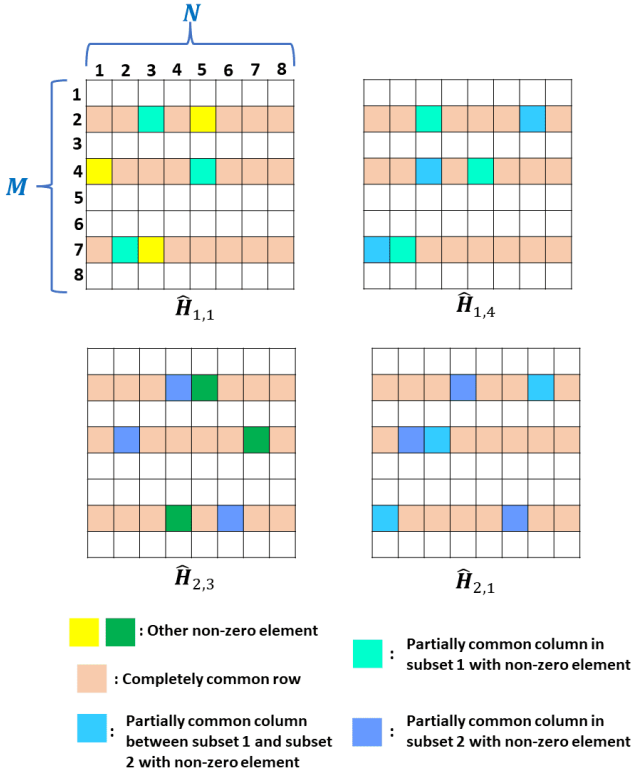 N
1 2 3 4 5 6 7 8
M
1
2
3
4
5
6
7
8
Ĥ1,1
Ĥ1,4
Ĥ2,3
Ĥ2,1
: Other non-zero element
: Completely common row
: Partially common column
between subset 1 and subset
2 with non-zero element
: Partially common column in
subset 1 with non-zero element
: Partially common column in
subset 2 with non-zero element